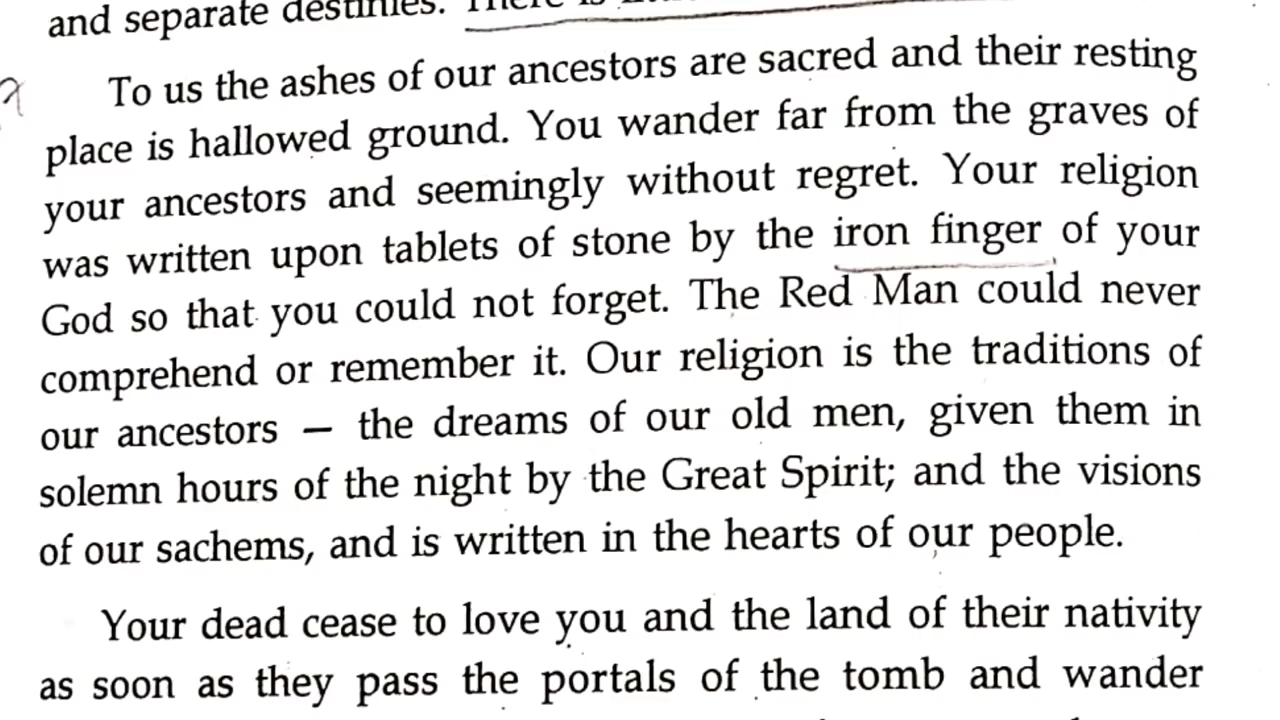 and separate destinies. There is
To us the ashes of our ancestors are sacred and their resting
place is hallowed ground. You wander far from the graves of
your ancestors and seemingly without regret. Your religion
was written upon tablets of stone by the iron finger of your
God so that you could not forget. The Red Man could never
comprehend or remember it. Our religion is the traditions of
our ancestors — the dreams of our old men, given them in
solemn hours of the night by the Great Spirit; and the visions
of our sachems, and is written in the hearts of our people.
Your dead cease to love you and the land of their nativity
as soon as they pass the portals of the tomb and wander